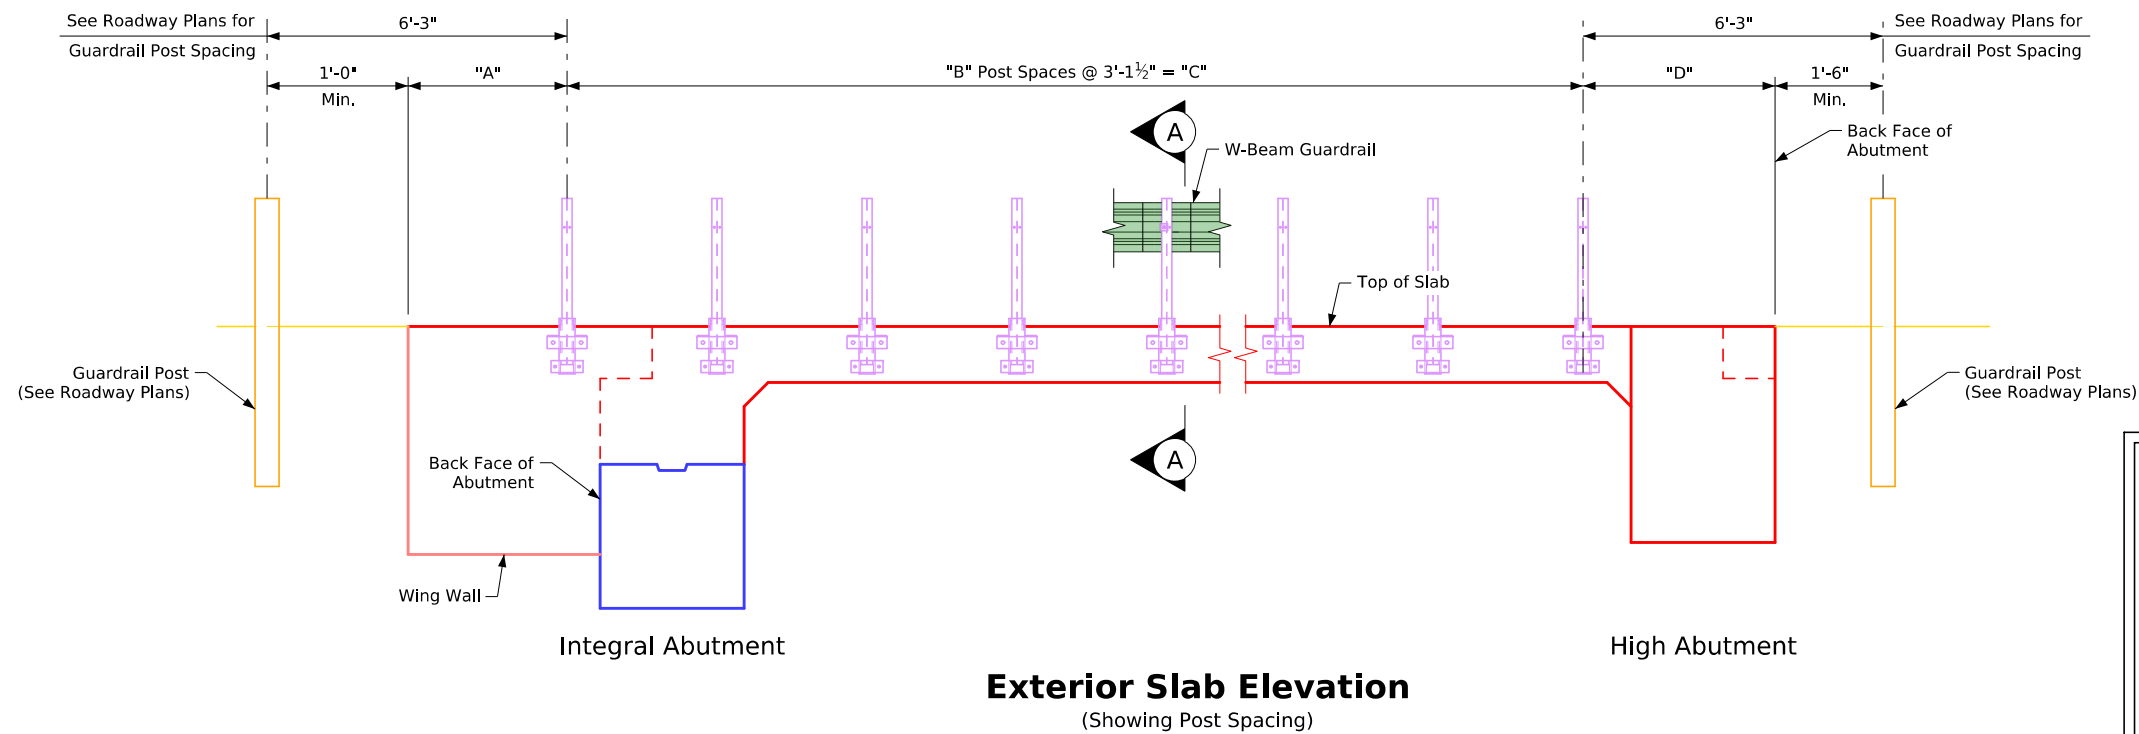 See Roadway Plans for
Guardrail Post Spacing
6'-3"
6'-3"
See Roadway Plans for
Guardrail Post Spacing
1'-0"
Min.
"A"
"B" Post Spaces @ 3'-1½" = "C"
"D"
1'-6"
Min.
A
W-Beam Guardrail
Back Face of
Abutment
Top of Slab
Guardrail Post
(See Roadway Plans)
Guardrail Post
(See Roadway Plans)
Back Face of
Abutment
A
Wing Wall
Integral Abutment
High Abutment
Exterior Slab Elevation
(Showing Post Spacing)